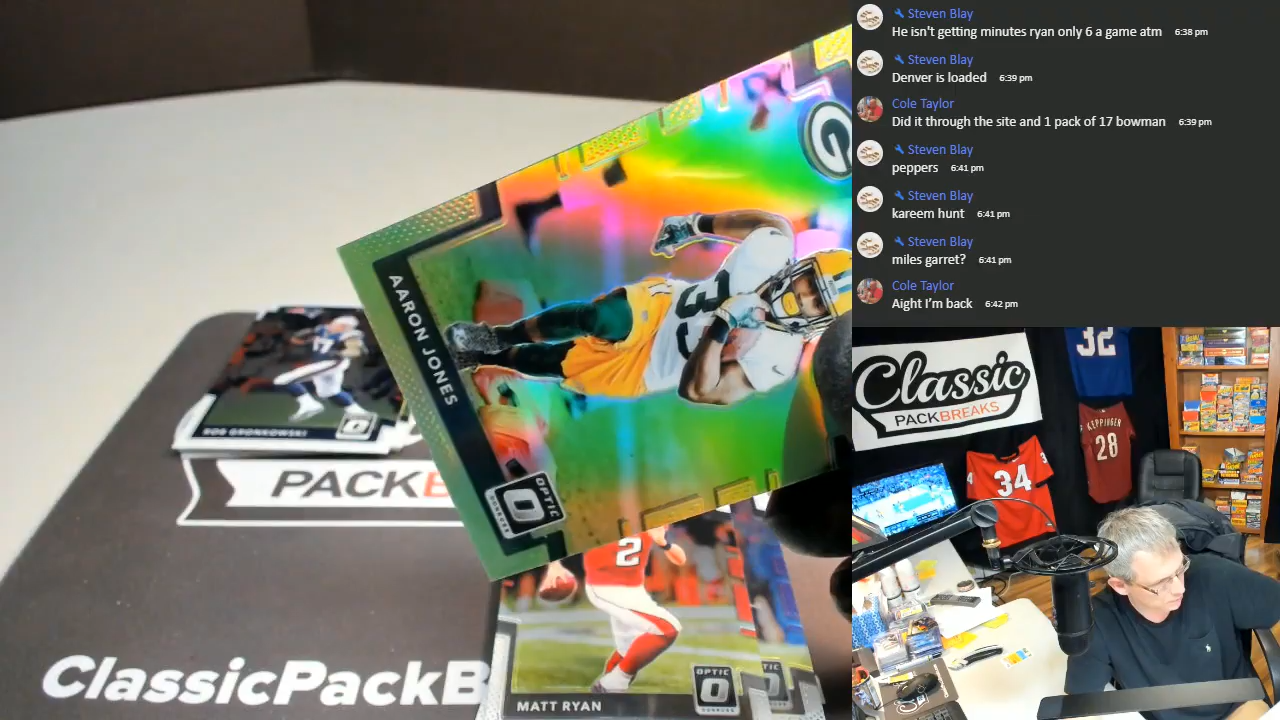 Steven Blay
He isn't getting minutes ryan only 6 a game atm 6:38 pm
Steven Blay
Denver is loaded 6:39 pm
Cole Taylor
Did it through the site and 1 pack of 17 bowman 6:39 pm
Steven Blay
peppers 6:41 pm
Steven Blay
kareem hunt 6:41 pm
Steven Blay
miles garret? 6:41 pm
Cole Taylor
Aight I'm back 6:42 pm
G
33
AARON JONES
OPTIC
ROB GRONKOWSKI
PACKB
2
MATT RYAN
OPTIC
ClassicPackB
Classic
PACKBREAKS
32
KEPPINGER
28
34